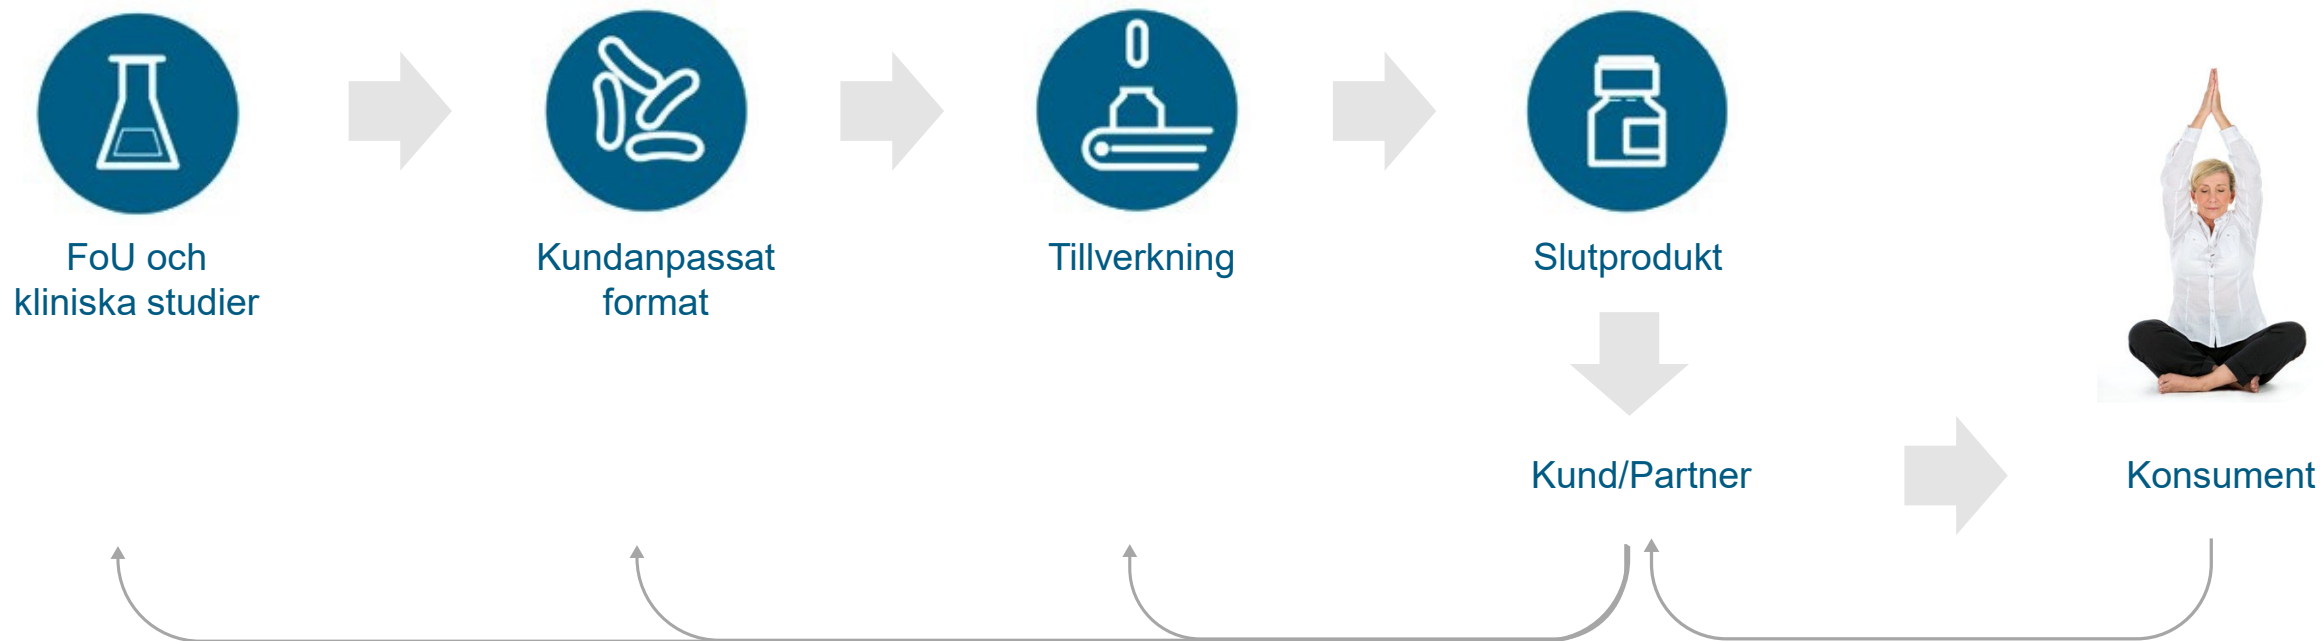 FoU och
kliniska studier
Kundanpassat
format
Tillverkning
Slutprodukt
Kund/Partner
Konsument